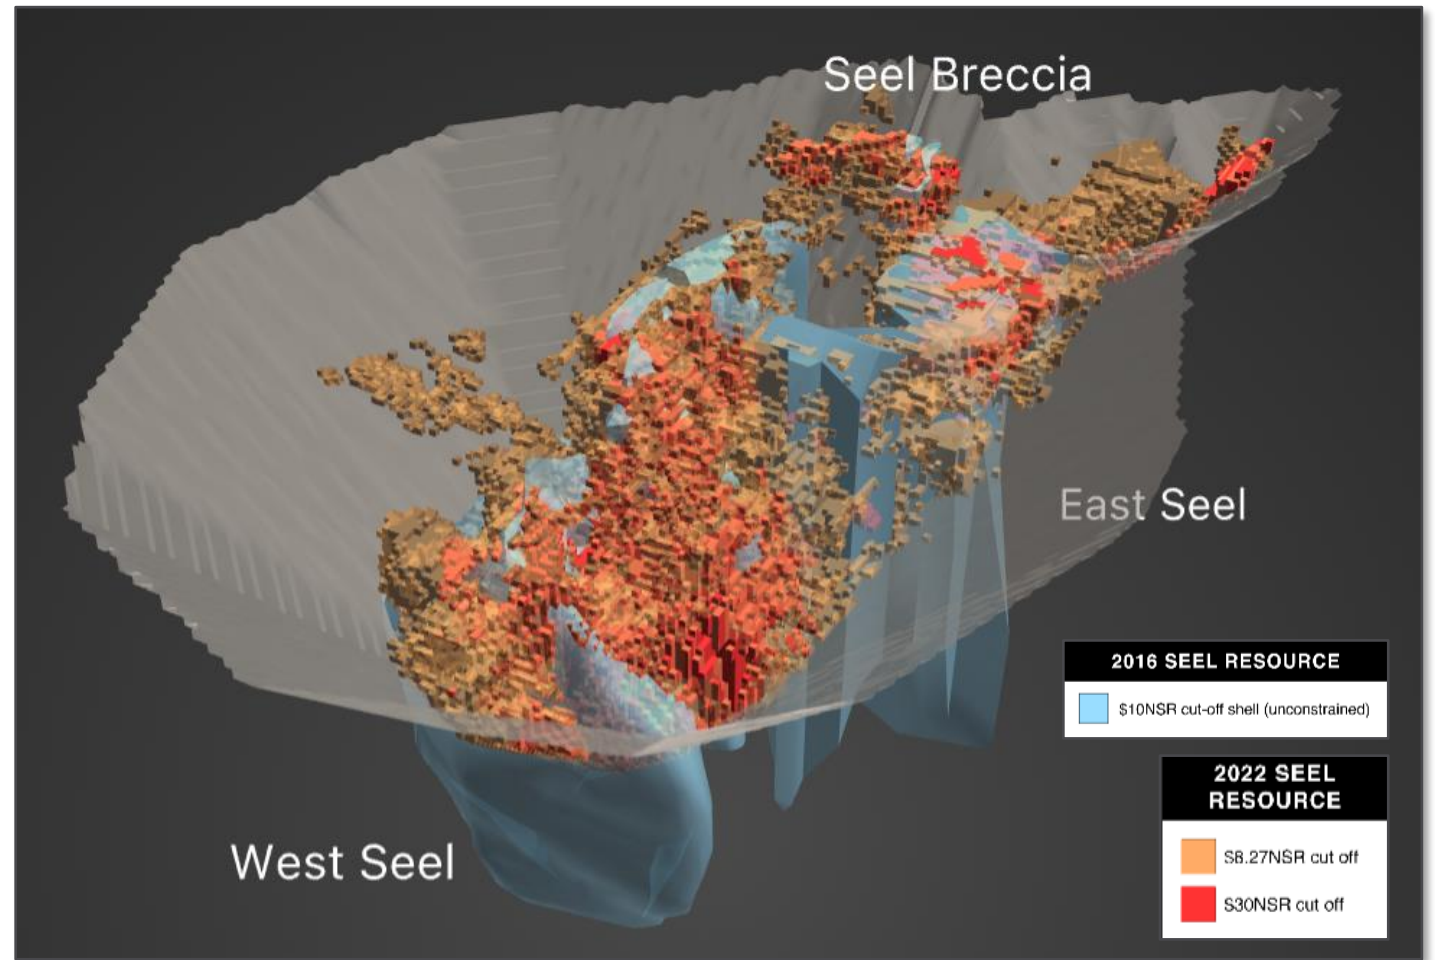 Seel Breccia
East Seel
West Seel
2016 SEEL RESOURCE
$10NSR cut-off shell (unconstrained)
2022 SEEL
RESOURCE
$8.27NSR cut off
$30NSR cut off